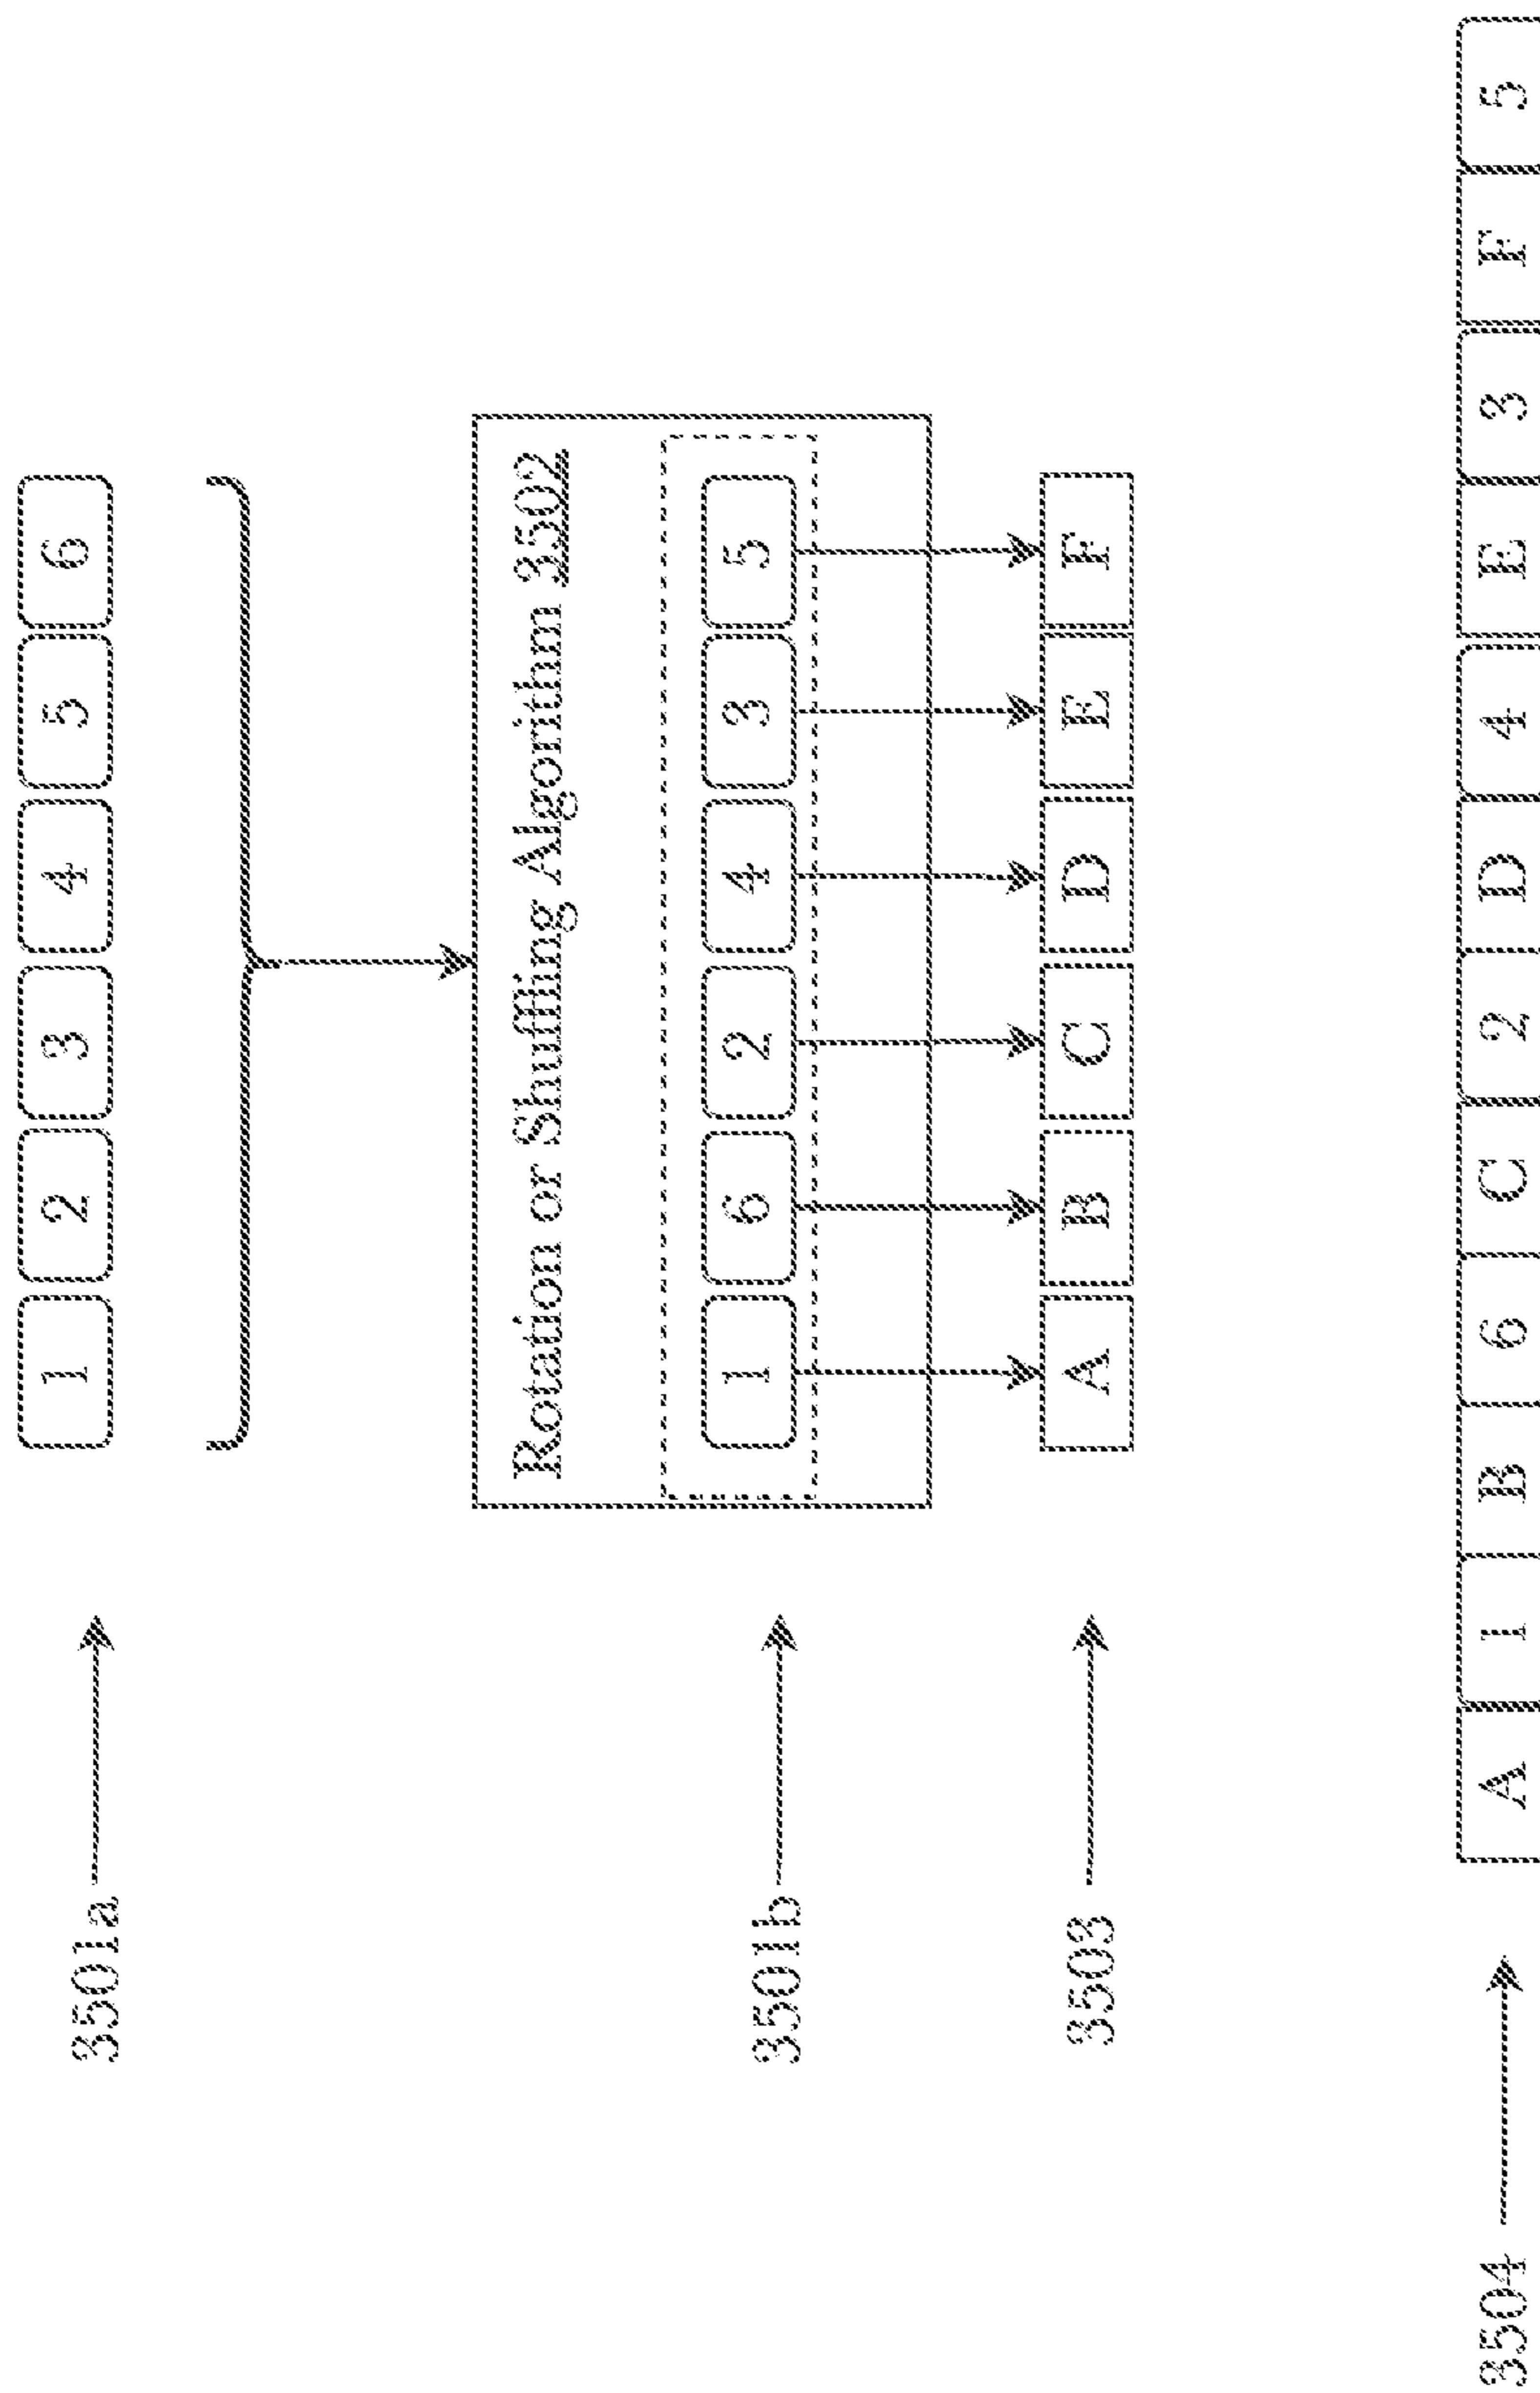 3501a 1 2 3 4 5 6
Rotation or Shuffling Algorithm 3502
3501b 1 6 2 4 3 5
3503 A B C D E F
3504 A 1 B 6 C 2 D 4 E 3 F 5